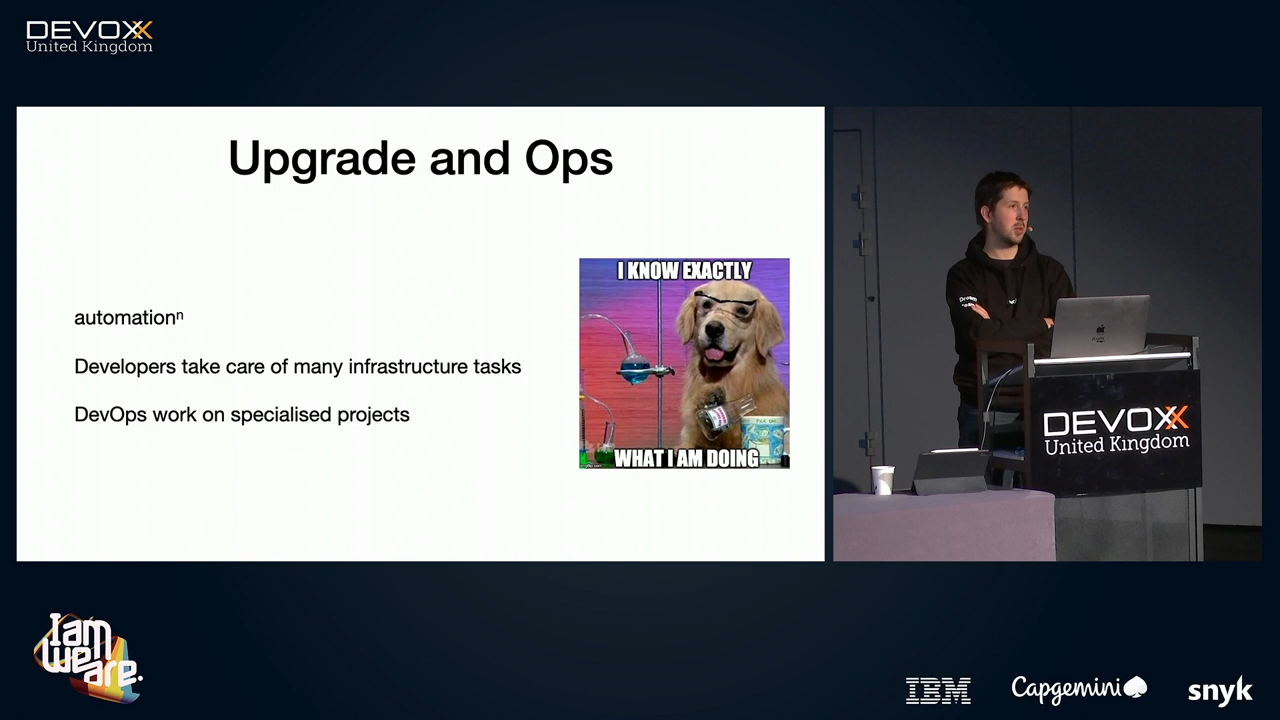 DEVOXX
United Kingdom
Upgrade and Ops
automationⁿ
Developers take care of many infrastructure tasks
DevOps work on specialised projects
I KNOW EXACTLY
WHAT I AM DOING
DEVOXX
United Kingdom
I am
we
are.
IBM
Capgemini
snyk